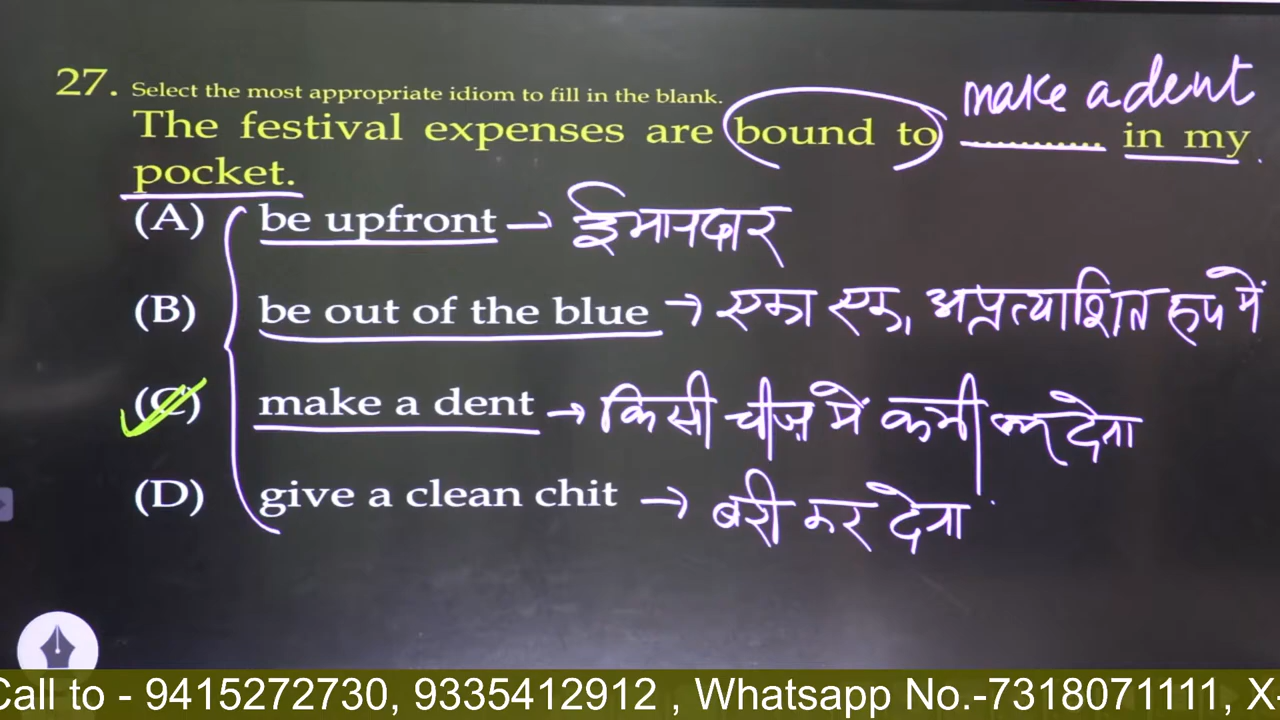 make a dent
27. Select the most appropriate idiom to fill in the blank.
The festival expenses are bound to ............. in my
pocket.
(A) be upfront → ईमानदार
(B) be out of the blue → एका एक, अप्रत्याशित रूप में
(C) make a dent → किसी चीज़ में कमी कर देना
(D) give a clean chit → बरी कर देना
Call to - 9415272730, 9335412912 , Whatsapp No.-7318071111, X-